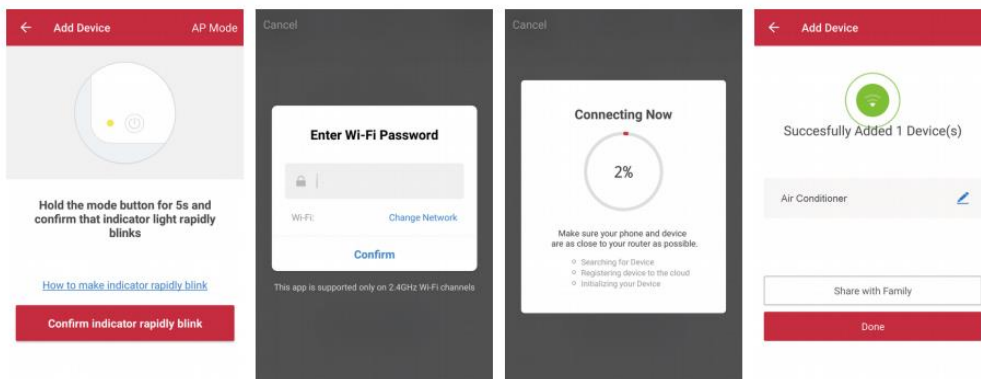 Add Device
AP Mode
Hold the mode button for 5s and
confirm that indicator light rapidly
blinks
How to make indicator rapidly blink
Confirm indicator rapidly blink
Cancel
Enter Wi-Fi Password
Wi-Fi:
Change Network
Confirm
This app is supported only on 2.4GHz Wi-Fi channels
Cancel
Connecting Now
2%
Make sure your phone and device
are as close to your router as possible.
Searching for Device
Registering device to the cloud
Initializing your Device
Add Device
Succesfully Added 1 Device(s)
Air Conditioner
Share with Family
Done